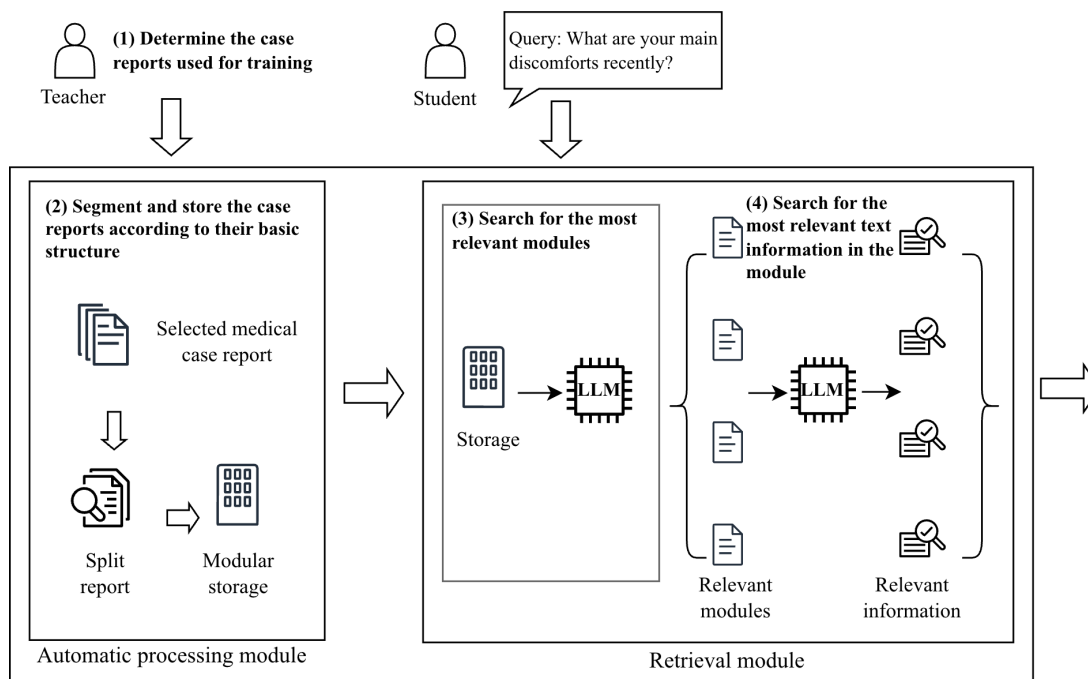 (1) Determine the case
reports used for training
Teacher
Query: What are your main
discomforts recently?
Student
(2) Segment and store the case
reports according to their basic
structure
Selected medical
case report
Split
report
Modular
storage
Automatic processing module
(3) Search for the most
relevant modules
Storage
LLM
(4) Search for the
most relevant text
information in the
module
LLM
Relevant
modules
Relevant
information
Retrieval module